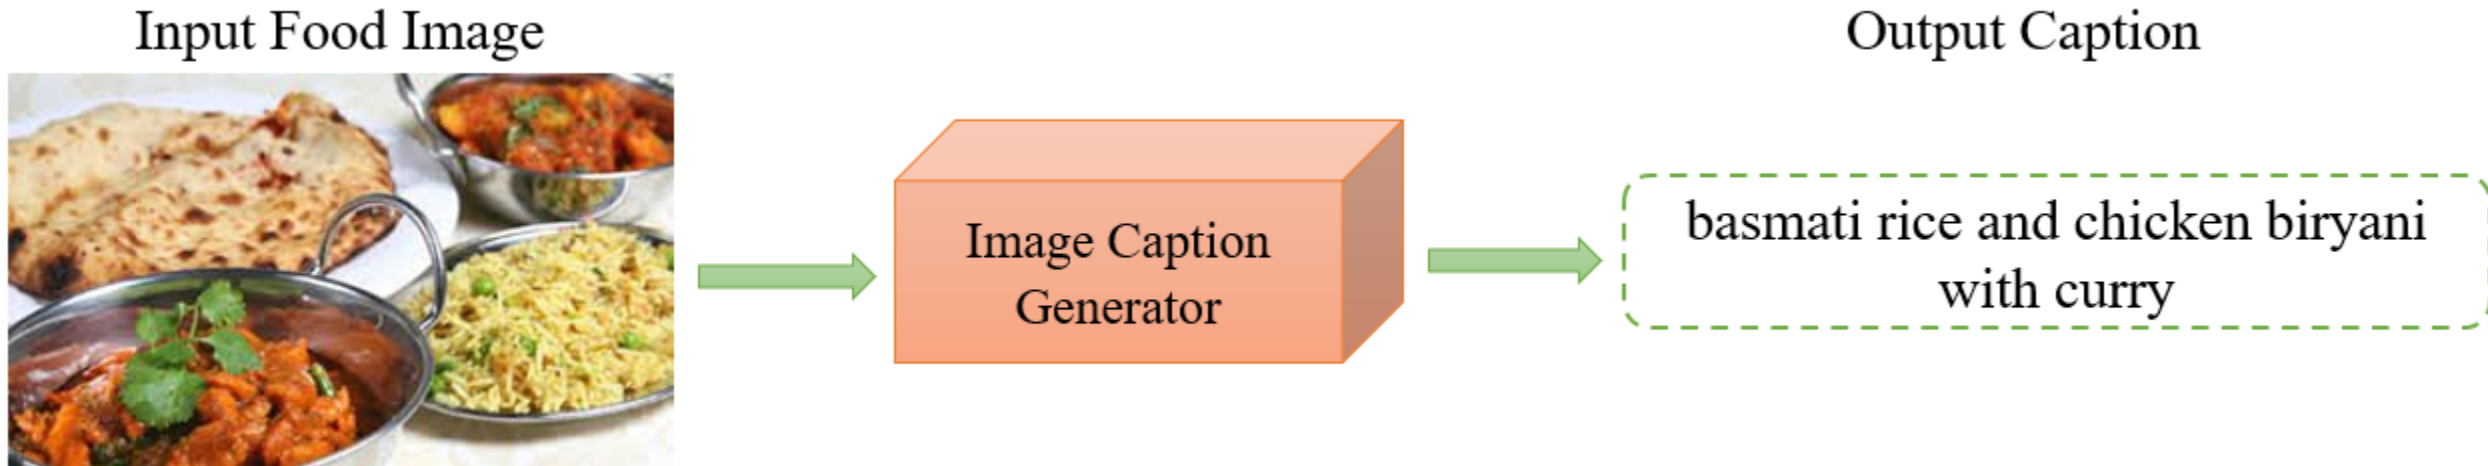 Input Food Image
Output Caption
Image Caption
Generator
basmati rice and chicken biryani
with curry